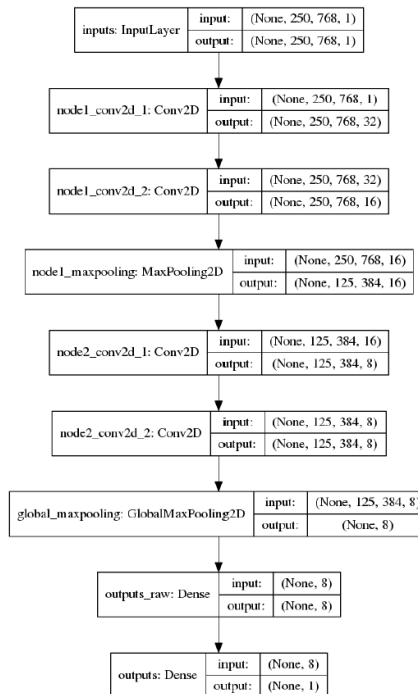 inputs: InputLayer
input: (None, 250, 768, 1)
output: (None, 250, 768, 1)
node1_conv2d_1: Conv2D
input: (None, 250, 768, 1)
output: (None, 250, 768, 32)
node1_conv2d_2: Conv2D
input: (None, 250, 768, 32)
output: (None, 250, 768, 16)
node1_maxpooling: MaxPooling2D
input: (None, 250, 768, 16)
output: (None, 125, 384, 16)
node2_conv2d_1: Conv2D
input: (None, 125, 384, 16)
output: (None, 125, 384, 8)
node2_conv2d_2: Conv2D
input: (None, 125, 384, 8)
output: (None, 125, 384, 8)
global_maxpooling: GlobalMaxPooling2D
input: (None, 125, 384, 8)
output: (None, 8)
outputs_raw: Dense
input: (None, 8)
output: (None, 8)
outputs: Dense
input: (None, 8)
output: (None, 1)